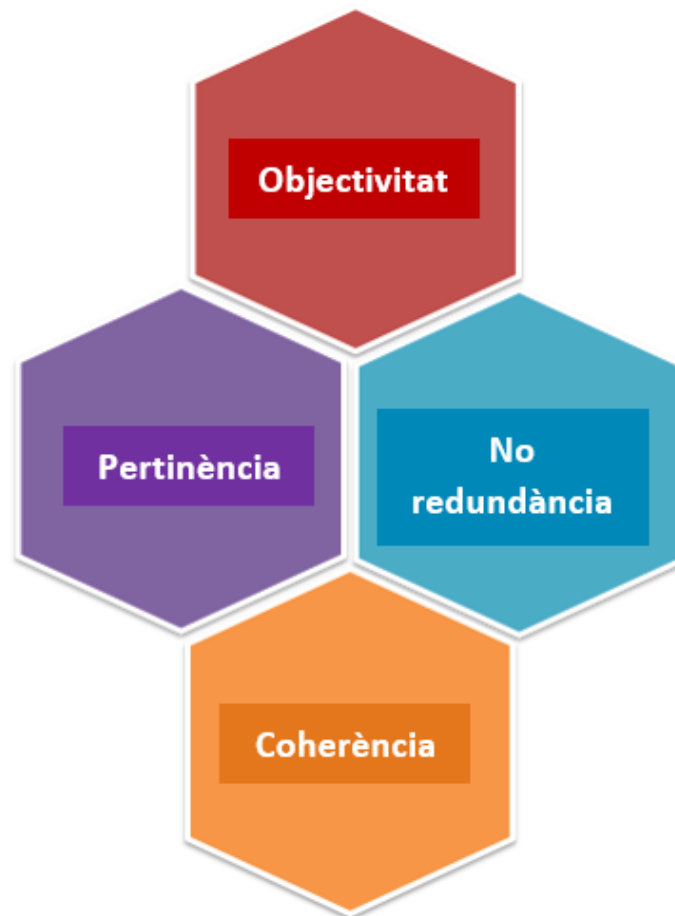 Objectivitat
Pertinència
No
redundància
Coherència